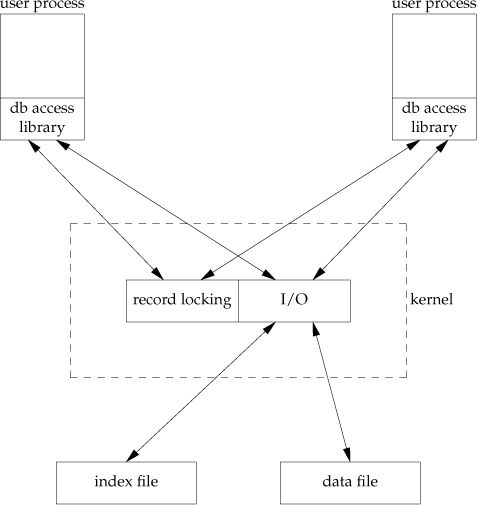 user process
user process
db access
library
db access
library
record locking
I/O
kernel
index file
data file